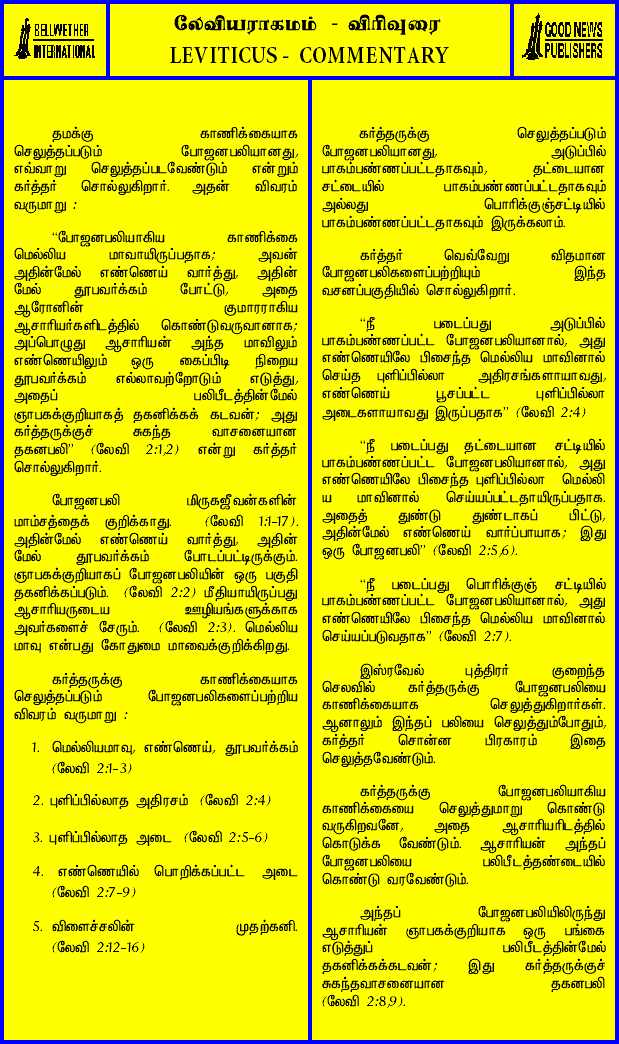 BELLWETHER
INTERNATIONAL
லேவியராகமம் - விரிவுரை
LEVITICUS - COMMENTARY
GOOD NEWS
PUBLISHERS
தமக்கு காணிக்கையாக
செலுத்தப்படும் போஜனபலியானது,
எவ்வாறு செலுத்தப்படவேண்டும் என்றும்
கர்த்தர் சொல்லுகிறார். அதன் விவரம்
வருமாறு :
“போஜனபலியாகிய காணிக்கை
மெல்லிய மாவாயிருப்பதாக; அவன்
அதின்மேல் எண்ணெய் வார்த்து, அதின்
மேல் தூபவர்க்கம் போட்டு, அதை
ஆரோனின் குமாரராகிய
ஆசாரியர்களிடத்தில் கொண்டுவருவானாக;
அப்பொழுது ஆசாரியன் அந்த மாவிலும்
எண்ணெயிலும் ஒரு கைப்பிடி நிறைய
தூபவர்க்கம் எல்லாவற்றோடும் எடுத்து,
அதைப் பலிபீடத்தின்மேல்
ஞாபகக்குறியாகத் தகனிக்கக் கடவன்; அது
கர்த்தருக்குச் சுகந்த வாசனையான
தகனபலி” (லேவி 2:1,2) என்று கர்த்தர்
சொல்லுகிறார்.
போஜனபலி மிருகஜீவன்களின்
மாம்சத்தைக் குறிக்காது. (லேவி 1:1-17).
அதின்மேல் எண்ணெய் வார்த்து, அதின்
மேல் தூபவர்க்கம் போடப்பட்டிருக்கும்.
ஞாபகக்குறியாகப் போஜனபலியின் ஒரு பகுதி
தகனிக்கப்படும். (லேவி 2:2) மீதியாயிருப்பது
ஆசாரியருடைய ஊழியங்களுக்காக
அவர்களைச் சேரும். (லேவி 2:3). மெல்லிய
மாவு என்பது கோதுமை மாவைக்குறிக்கிறது.
கர்த்தருக்கு காணிக்கையாக
செலுத்தப்படும் போஜனபலிகளைப்பற்றிய
விவரம் வருமாறு :
1. மெல்லியமாவு, எண்ணெய், தூபவர்க்கம்
(லேவி 2:1-3)
2. புளிப்பில்லாத அதிரசம் (லேவி 2:4)
3. புளிப்பில்லாத அடை (லேவி 2:5-6)
4. எண்ணெயில் பொறிக்கப்பட்ட அடை
(லேவி 2:7-9)
5. விளைச்சலின் முதற்கனி.
(லேவி 2:12-16)
கர்த்தருக்கு செலுத்தப்படும்
போஜனபலியானது, அடுப்பில்
பாகம்பண்ணப்பட்டதாகவும், தட்டையான
சட்டையில் பாகம்பண்ணப்பட்டதாகவும்
அல்லது பொரிக்குஞ்சட்டியில்
பாகம்பண்ணப்பட்டதாகவும் இருக்கலாம்.
கர்த்தர் வெவ்வேறு விதமான
போஜனபலிகளைப்பற்றியும் இந்த
வசனப்பகுதியில் சொல்லுகிறார்.
“நீ படைப்பது அடுப்பில்
பாகம்பண்ணப்பட்ட போஜனபலியானால், அது
எண்ணெயிலே பிசைந்த மெல்லிய மாவினால்
செய்த புளிப்பில்லா அதிரசங்களாயாவது,
எண்ணெய் பூசப்பட்ட புளிப்பில்லா
அடைகளாயாவது இருப்பதாக” (லேவி 2:4)
“நீ படைப்பது தட்டையான சட்டியில்
பாகம்பண்ணப்பட்ட போஜனபலியானால், அது
எண்ணெயிலே பிசைந்த புளிப்பில்லா மெல்லி
ய மாவினால் செய்யப்பட்டதாயிருப்பதாக.
அதைத் துண்டு துண்டாகப் பிட்டு,
அதின்மேல் எண்ணெய் வார்ப்பாயாக; இது
ஒரு போஜனபலி” (லேவி 2:5,6).
“நீ படைப்பது பொரிக்குஞ் சட்டியில்
பாகம்பண்ணப்பட்ட போஜனபலியானால், அது
எண்ணெயிலே பிசைந்த மெல்லிய மாவினால்
செய்யப்படுவதாக” (லேவி 2:7).
இஸ்ரவேல் புத்திரர் குறைந்த
செலவில் கர்த்தருக்கு போஜனபலியை
காணிக்கையாக செலுத்துகிறார்கள்.
ஆனாலும் இந்தப் பலியை செலுத்தும்போதும்,
கர்த்தர் சொன்ன பிரகாரம் இதை
செலுத்தவேண்டும்.
கர்த்தருக்கு போஜனபலியாகிய
காணிக்கையை செலுத்துமாறு கொண்டு
வருகிறவனே, அதை ஆசாரியரிடத்தில்
கொடுக்க வேண்டும். ஆசாரியன் அந்தப்
போஜனபலியை பலிபீடத்தண்டையில்
கொண்டு வரவேண்டும்.
அந்தப் போஜனபலியிலிருந்து
ஆசாரியன் ஞாபகக்குறியாக ஒரு பங்கை
எடுத்துப் பலிபீடத்தின்மேல்
தகனிக்கக்கடவன்; இது கர்த்தருக்குச்
சுகந்தவாசனையான தகனபலி
(லேவி 2:8,9).